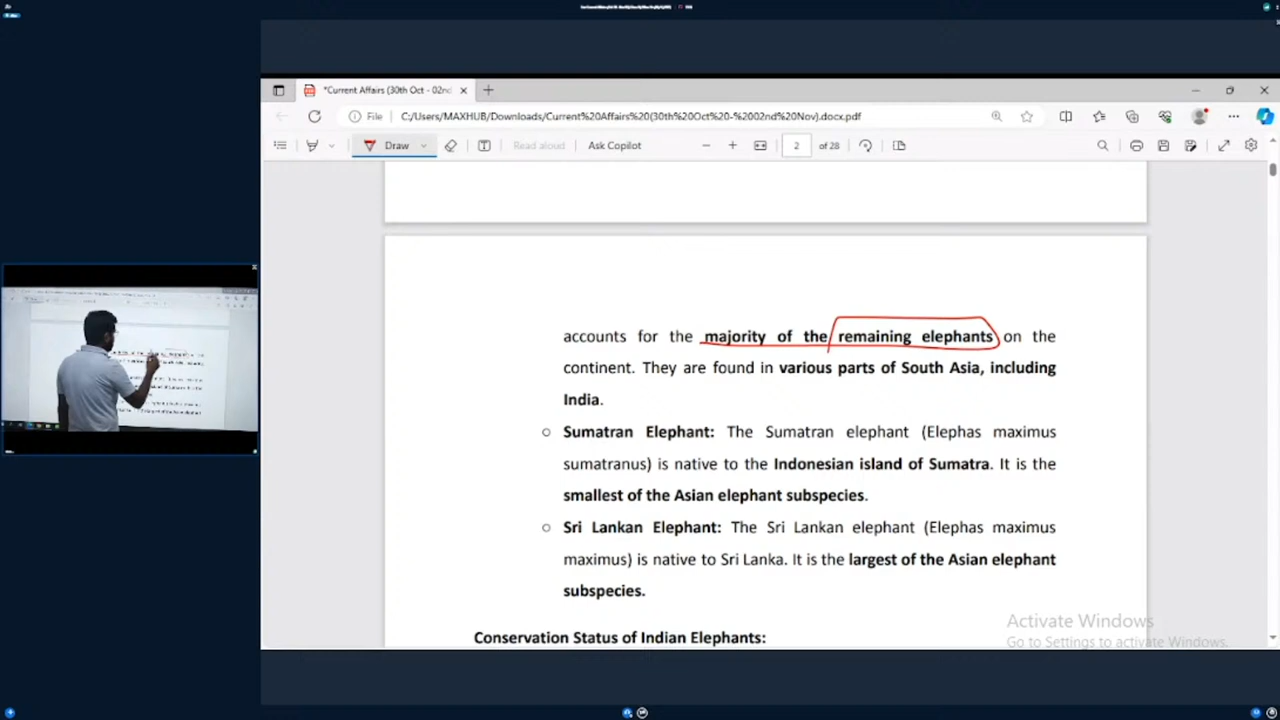 *Current Affairs (30th Oct - 02nd
File C:/Users/MAXHUB/Downloads/Current%20Affairs%20(30th%20Oct%20-%2002nd%20Nov).docx.pdf
Draw Read aloud Ask Copilot 2 of 28
accounts for the majority of the remaining elephants on the
continent. They are found in various parts of South Asia, including
India.
Sumatran Elephant: The Sumatran elephant (Elephas maximus
sumatranus) is native to the Indonesian island of Sumatra. It is the
smallest of the Asian elephant subspecies.
Sri Lankan Elephant: The Sri Lankan elephant (Elephas maximus
maximus) is native to Sri Lanka. It is the largest of the Asian elephant
subspecies.
Conservation Status of Indian Elephants:
Activate Windows
Go to Settings to activate Windows.